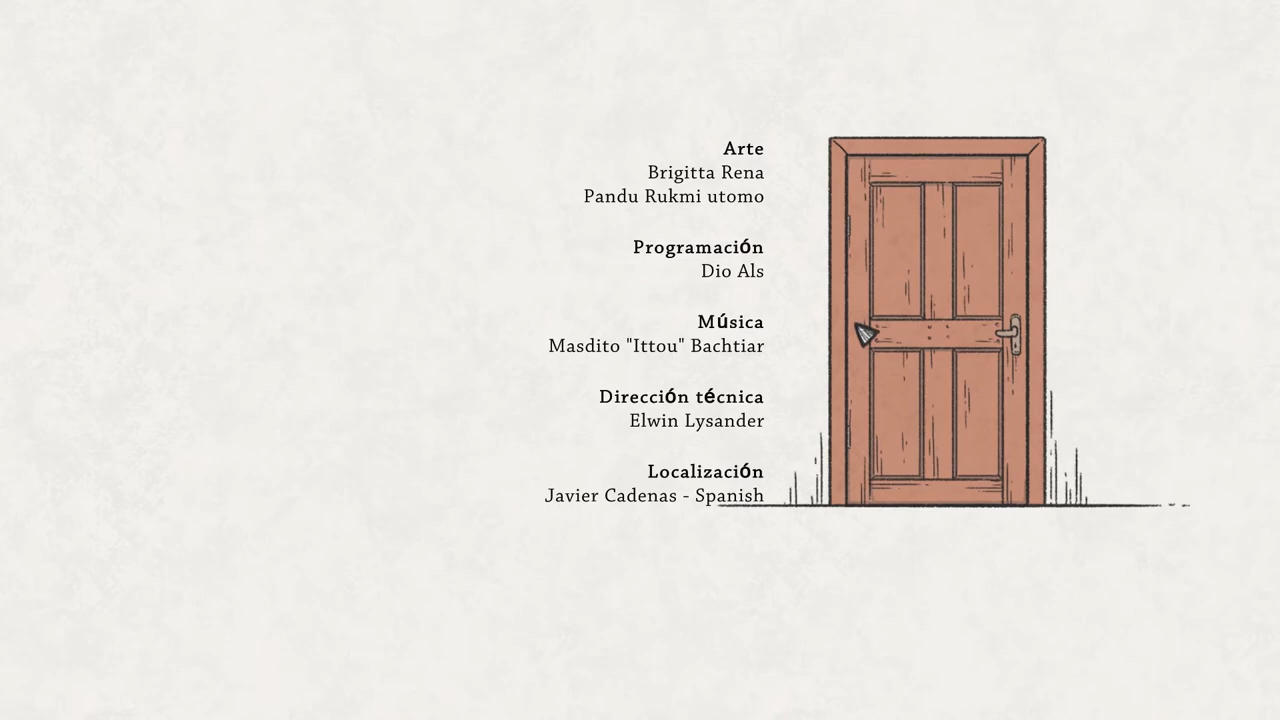 Arte
Brigitta Rena
Pandu Rukmi utomo
Programación
Dio Als
Música
Masdito "Ittou" Bachtiar
Dirección técnica
Elwin Lysander
Localización
Javier Cadenas - Spanish